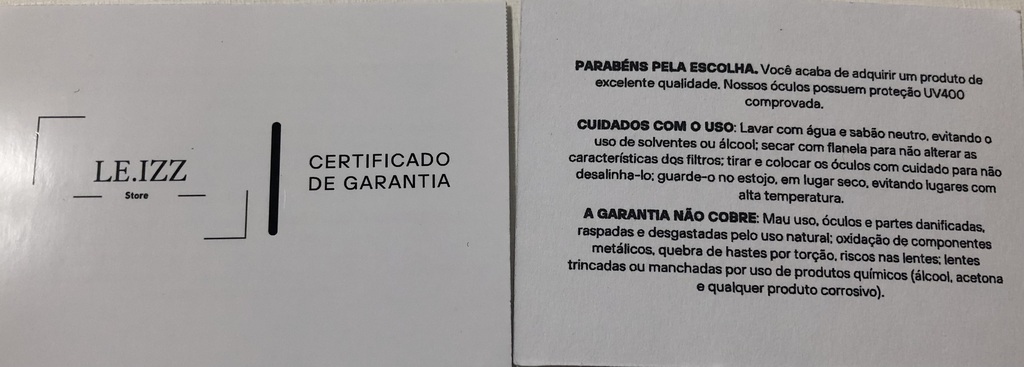 LE.IZZ
Store
CERTIFICADO
DE GARANTIA
PARABÉNS PELA ESCOLHA. Você acaba de adquirir um produto de
excelente qualidade. Nossos óculos possuem proteção UV400
comprovada.
CUIDADOS COM O USO: Lavar com água e sabão neutro, evitando o
uso de solventes ou álcool; secar com flanela para não alterar as
características dos filtros; tirar e colocar os óculos com cuidado para não
desalinha-lo; guarde-o no estojo, em lugar seco, evitando lugares com
alta temperatura.
A GARANTIA NÃO COBRE: Mau uso, óculos e partes danificadas,
raspadas e desgastadas pelo uso natural; oxidação de componentes
metálicos, quebra de hastes por torção, riscos nas lentes; lentes
trincadas ou manchadas por uso de produtos químicos (álcool, acetona
e qualquer produto corrosivo).